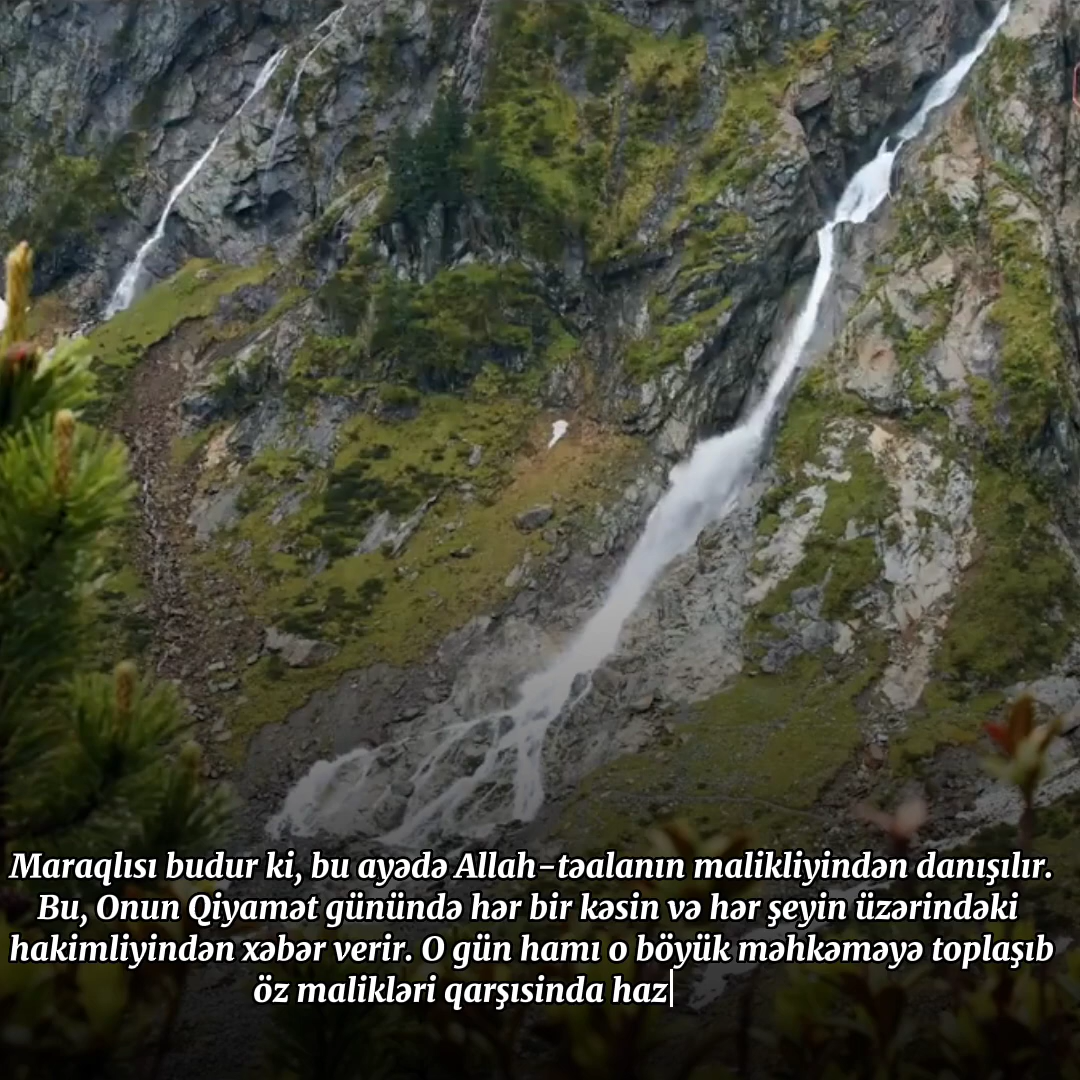 Maraqlısı budur ki, bu ayədə Allah-təalanın malikliyindən danışılır.
Bu, Onun Qiyamət günündə hər bir kəsin və hər şeyin üzərindəki
hakimliyindən xəbər verir. O gün hamı o böyük məhkəməyə toplaşıb
öz malikləri qarşısinda haz|